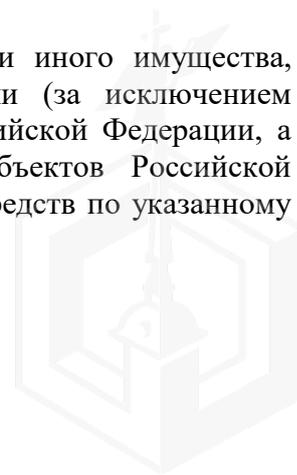 и иного имущества,
и (за исключением
ийской Федерации, а
бъектов Российской
редств по указанному